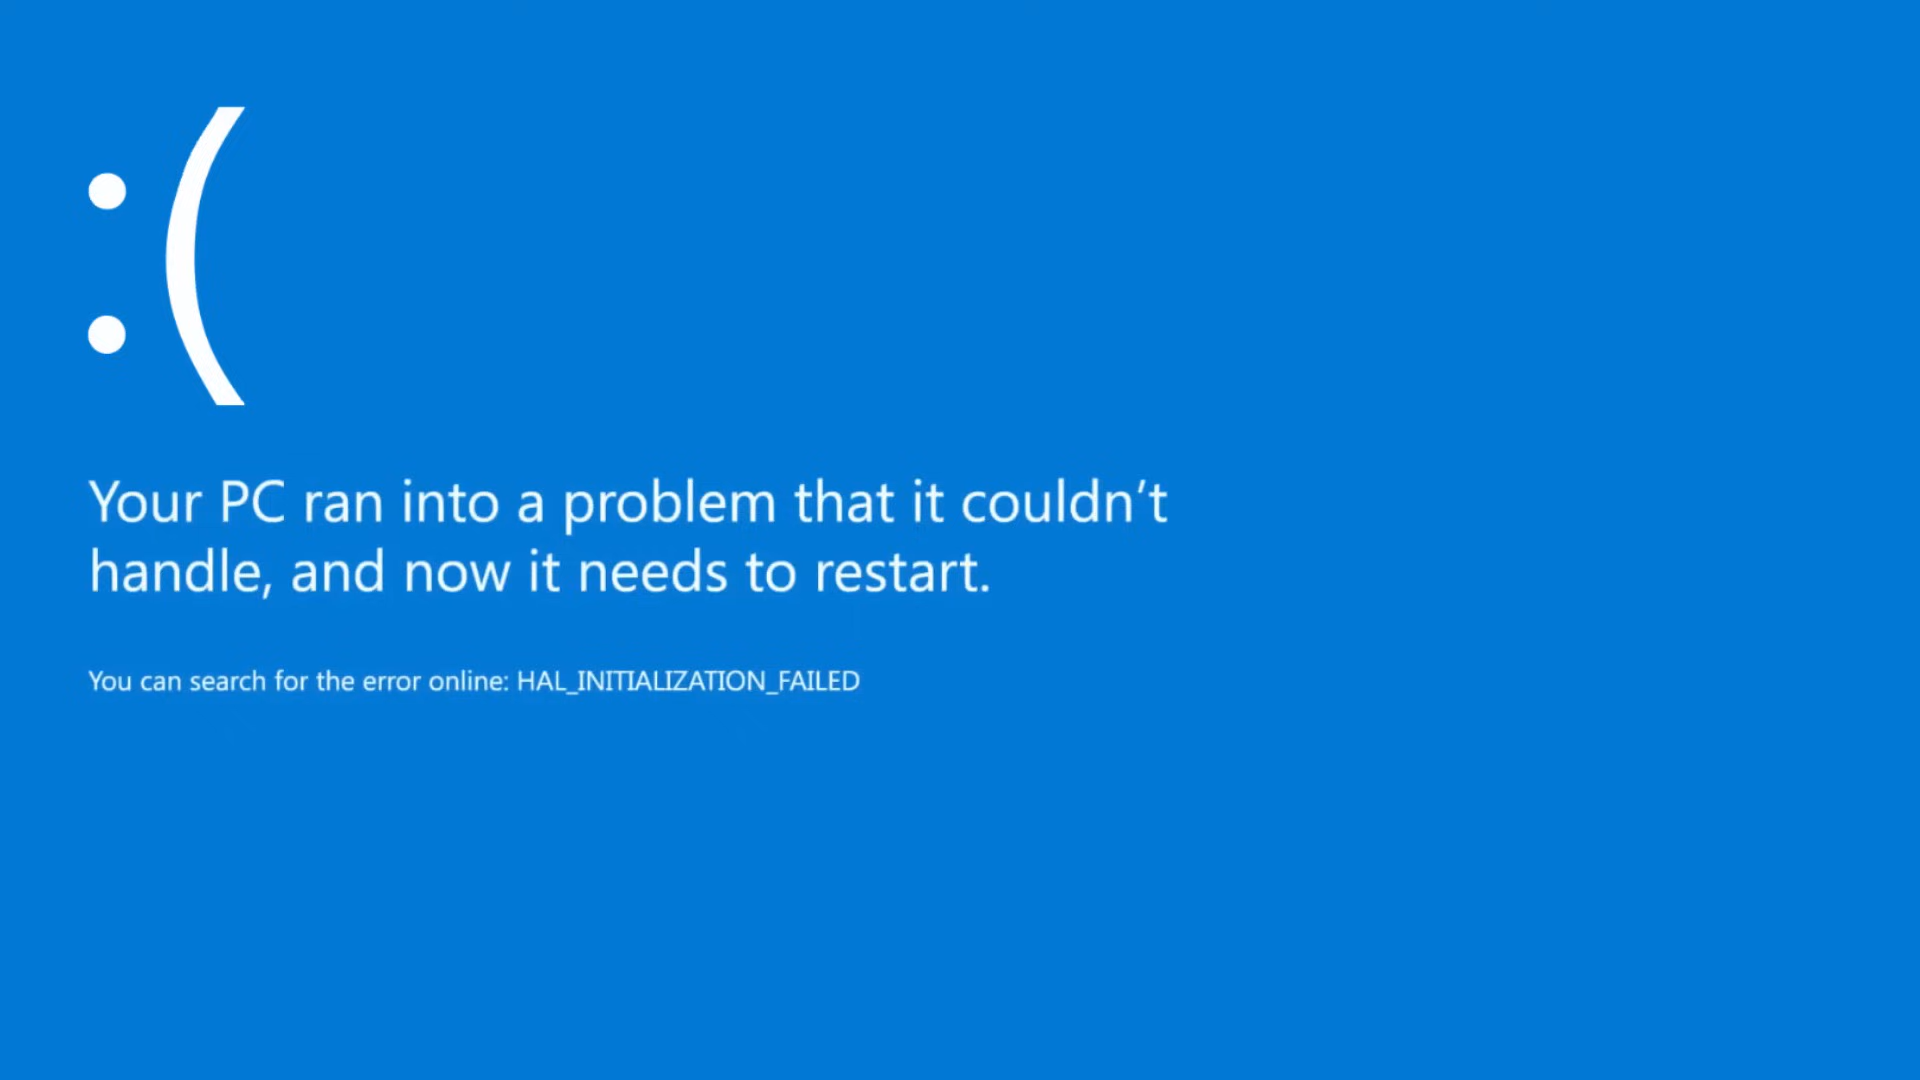 :(
Your PC ran into a problem that it couldn’t
handle, and now it needs to restart.
You can search for the error online: HAL_INITIALIZATION_FAILED